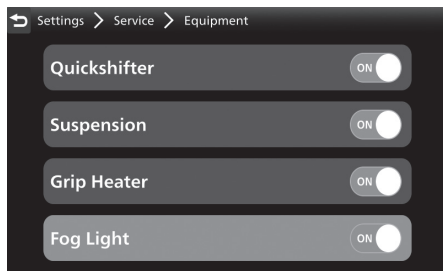 Settings > Service > Equipment
Quickshifter ON
Suspension ON
Grip Heater ON
Fog Light ON